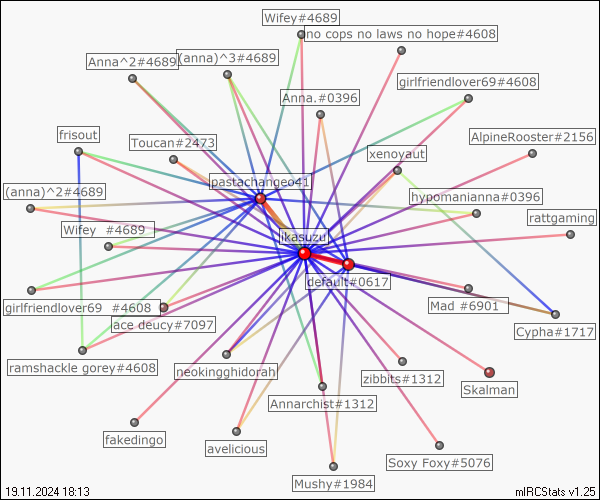 Wifey#4689
no cops no laws no hope#4608
Anna^2#4689
(anna)^3#4689
girlfriendlover69#4608
Anna.#0396
frisout
Toucan#2473
AlpineRooster#2156
xenoyaut
pastachangeo41
(anna)^2#4689
hypomanianna#0396
rattgaming
Wifey #4689
ikasuzu
default#0617
girlfriendlover69 #4608
Mad #6901
ace deucy#7097
Cypha#1717
ramshackle gorey#4608
neokingghidorah
zibbits#1312
Skalman
Annarchist#1312
fakedingo
avelicious
Soxy Foxy#5076
Mushy#1984
19.11.2024 18:13
mIRCStats v1.25